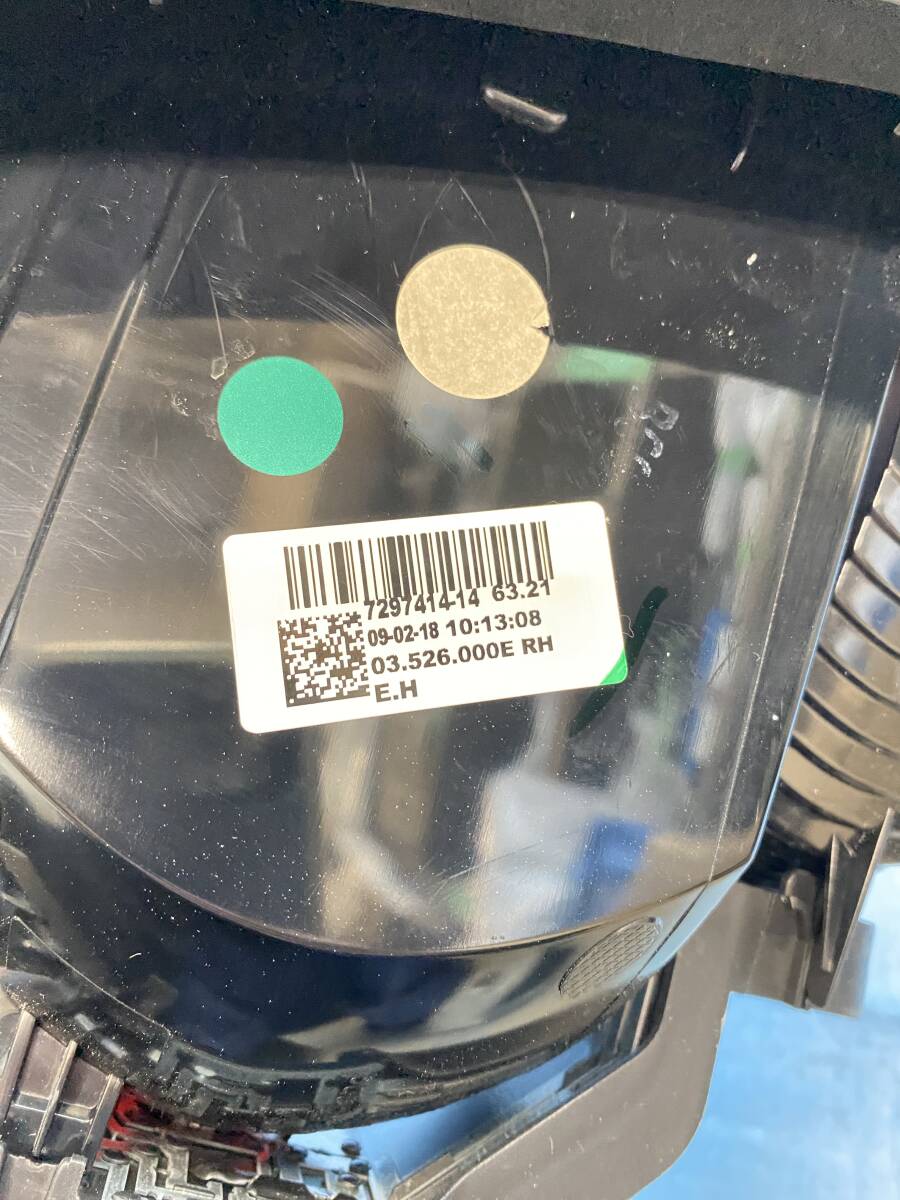 7297414-14 63.21
09-02-18 10:13:08
03.526.000E RH
E.H